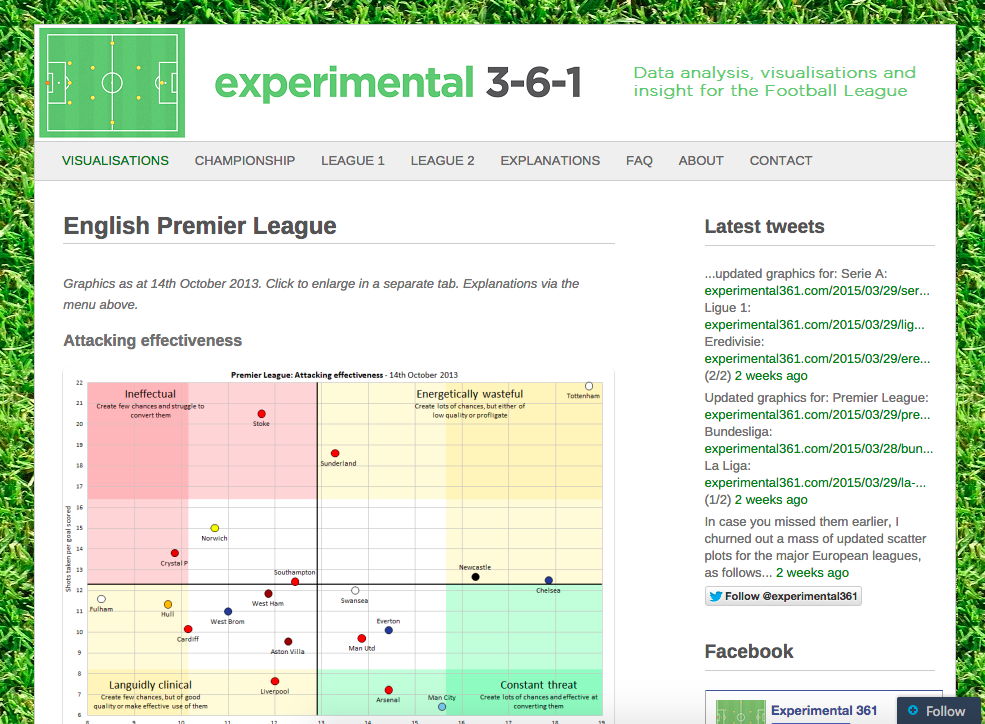 experimental 3-6-1
Data analysis, visualisations and
insight for the Football League
VISUALISATIONS CHAMPIONSHIP LEAGUE 1 LEAGUE 2 EXPLANATIONS FAQ ABOUT CONTACT
English Premier League
Graphics as at 14th October 2013. Click to enlarge in a separate tab. Explanations via the
menu above.
Attacking effectiveness
Premier League: Attacking effectiveness - 14th October 2013
Shots taken per goal scored
22
21
20
19
18
17
16
15
14
13
12
11
10
9
8
7
6
Ineffectual
Create few chances and struggle to
convert them
Energetically wasteful
Create lots of chances, but either of
low quality or profligate
Tottenham
Stoke
Sunderland
Norwich
Crystal P
Southampton
Newcastle
Chelsea
Fulham
Hull
West Ham
Swansea
West Brom
Cardiff
Everton
Aston Villa
Man Utd
Liverpool
Arsenal
Man City
Languidly clinical
Create few chances, but of good
quality or make effective use of them
Constant threat
Create lots of chances and effective at
converting them
8 9 10 11 12 13 14 15 16 17 18 19
Latest tweets
...updated graphics for: Serie A:
experimental361.com/2015/03/29/ser...
Ligue 1:
experimental361.com/2015/03/29/lig...
Eredivisie:
experimental361.com/2015/03/29/ere...
(2/2) 2 weeks ago
Updated graphics for: Premier League:
experimental361.com/2015/03/29/pre...
Bundesliga:
experimental361.com/2015/03/28/bun...
La Liga:
experimental361.com/2015/03/29/la-...
(1/2) 2 weeks ago
In case you missed them earlier, I
churned out a mass of updated scatter
plots for the major European leagues,
as follows... 2 weeks ago
Follow @experimental361
Facebook
Experimental 361
Follow